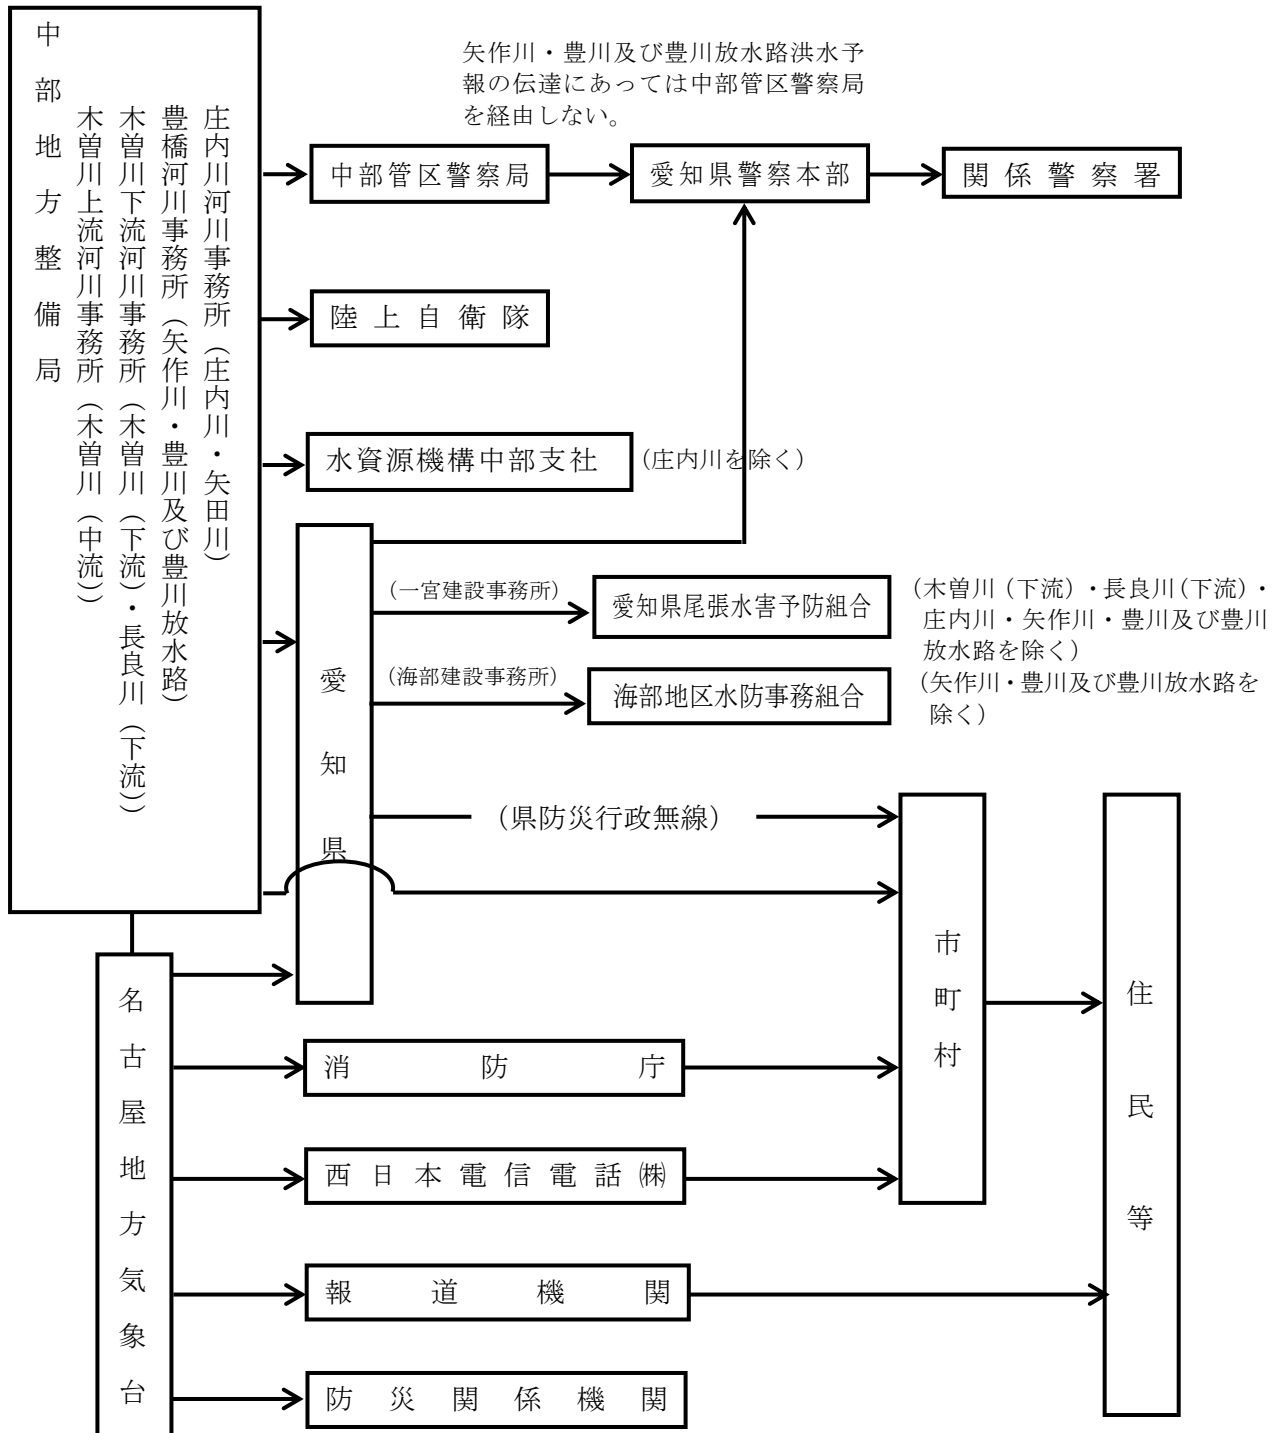 中部地方整備局
庄内川河川事務所（庄内川・矢田川）
豊橋河川事務所（矢作川・豊川及び豊川放水路）
木曽川下流河川事務所（木曽川（下流）・長良川（下流））
木曽川上流河川事務所（木曽川（中流））
矢作川・豊川及び豊川放水路洪水予
報の伝達にあっては中部管区警察局
を経由しない。
中部管区警察局
愛知県警察本部
関係警察署
陸上自衛隊
水資源機構中部支社
（庄内川を除く）
愛知県
（一宮建設事務所）
愛知県尾張水害予防組合
（木曽川（下流）・長良川（下流）・
庄内川・矢作川・豊川及び豊川
放水路を除く）
（海部建設事務所）
海部地区水防事務組合
（矢作川・豊川及び豊川放水路を
除く）
（県防災行政無線）
市町村
住民等
名古屋地方気象台
消防庁
西日本電信電話㈱
報道機関
防災関係機関